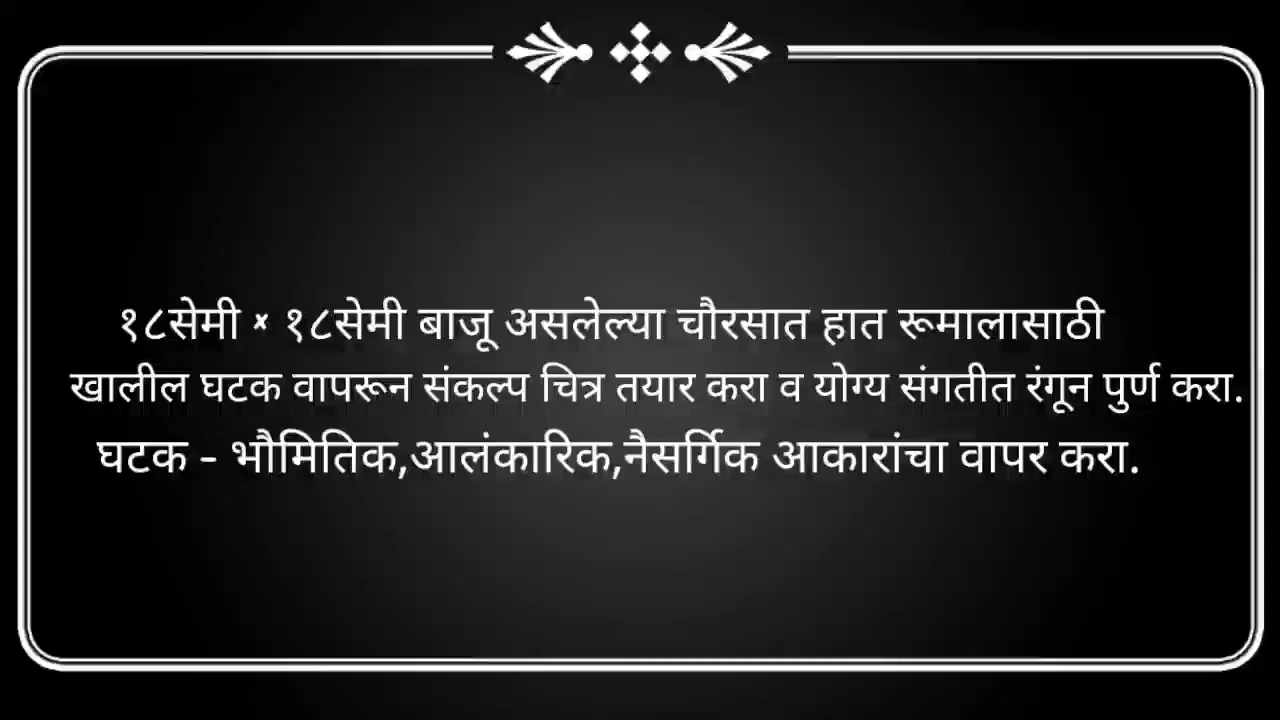 १८सेमी × १८सेमी बाजू असलेल्या चौरसात हात रूमालासाठी
खालील घटक वापरून संकल्प चित्र तयार करा व योग्य संगतीत रंगून पुर्ण करा.
घटक - भौमितिक,आलंकारिक,नैसर्गिक आकारांचा वापर करा.